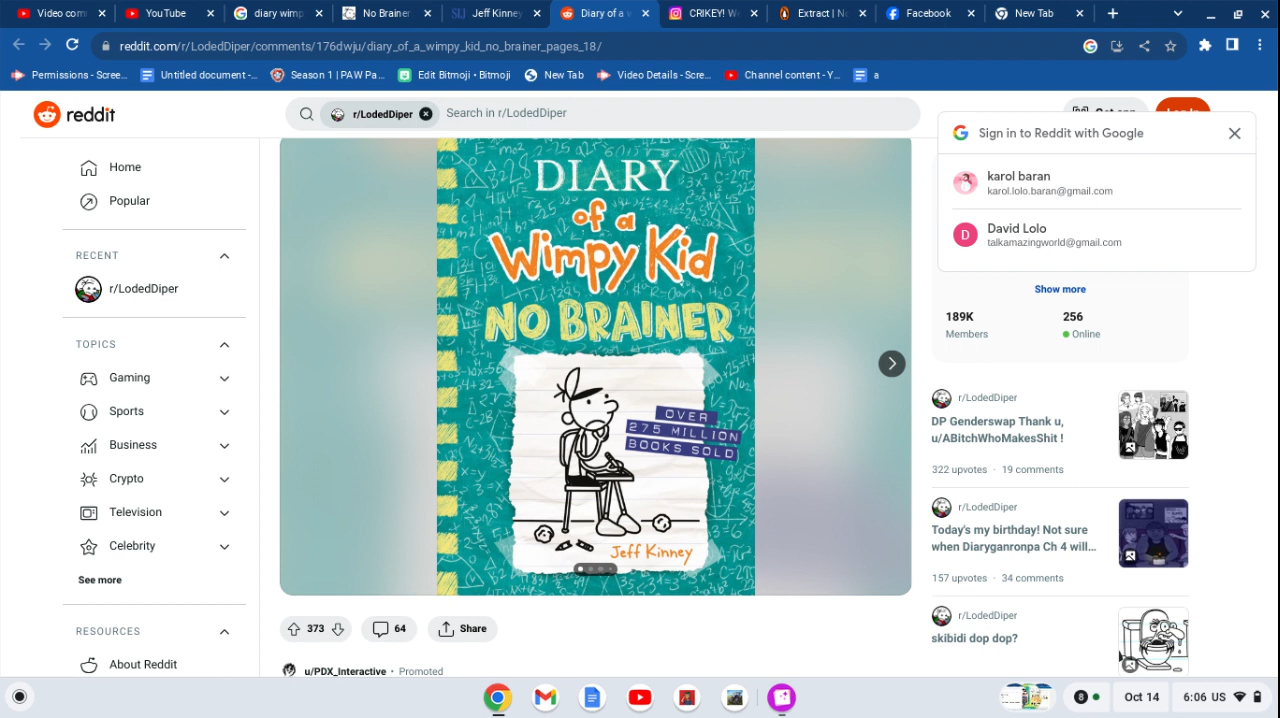 Video com
YouTube
diary wimp
No Brainer
Jeff Kinney
Diary of a v
CRIKEY! W
Extract | No
Facebook
New Tab
reddit.com/r/LodedDiper/comments/176dwju/diary_of_a_wimpy_kid_no_brainer_pages_18/
Permissions - Scree...
Untitled document -...
Season 1 | PAW Pa...
Edit Bitmoji • Bitmoji
New Tab
Video Details - Scre...
Channel content - Y...
a
reddit
r/LodedDiper
Search in r/LodedDiper
Get app
Log In
Sign in to Reddit with Google
karol baran
karol.lolo.baran@gmail.com
D
David Lolo
talkamazingworld@gmail.com
Home
Popular
RECENT
r/LodedDiper
TOPICS
Gaming
Sports
Business
Crypto
Television
Celebrity
See more
RESOURCES
About Reddit
DIARY
of a
Wimpy Kid
NO BRAINER
OVER
275 MILLION
BOOKS SOLD
Jeff Kinney
373
64
Share
u/PDX_Interactive • Promoted
Show more
189K
256
Members
Online
r/LodedDiper
DP Genderswap Thank u,
u/ABitchWhoMakesShit !
322 upvotes · 19 comments
r/LodedDiper
Today's my birthday! Not sure
when Diaryganronpa Ch 4 will...
157 upvotes · 34 comments
r/LodedDiper
skibidi dop dop?
8
Oct 14
6:06 US